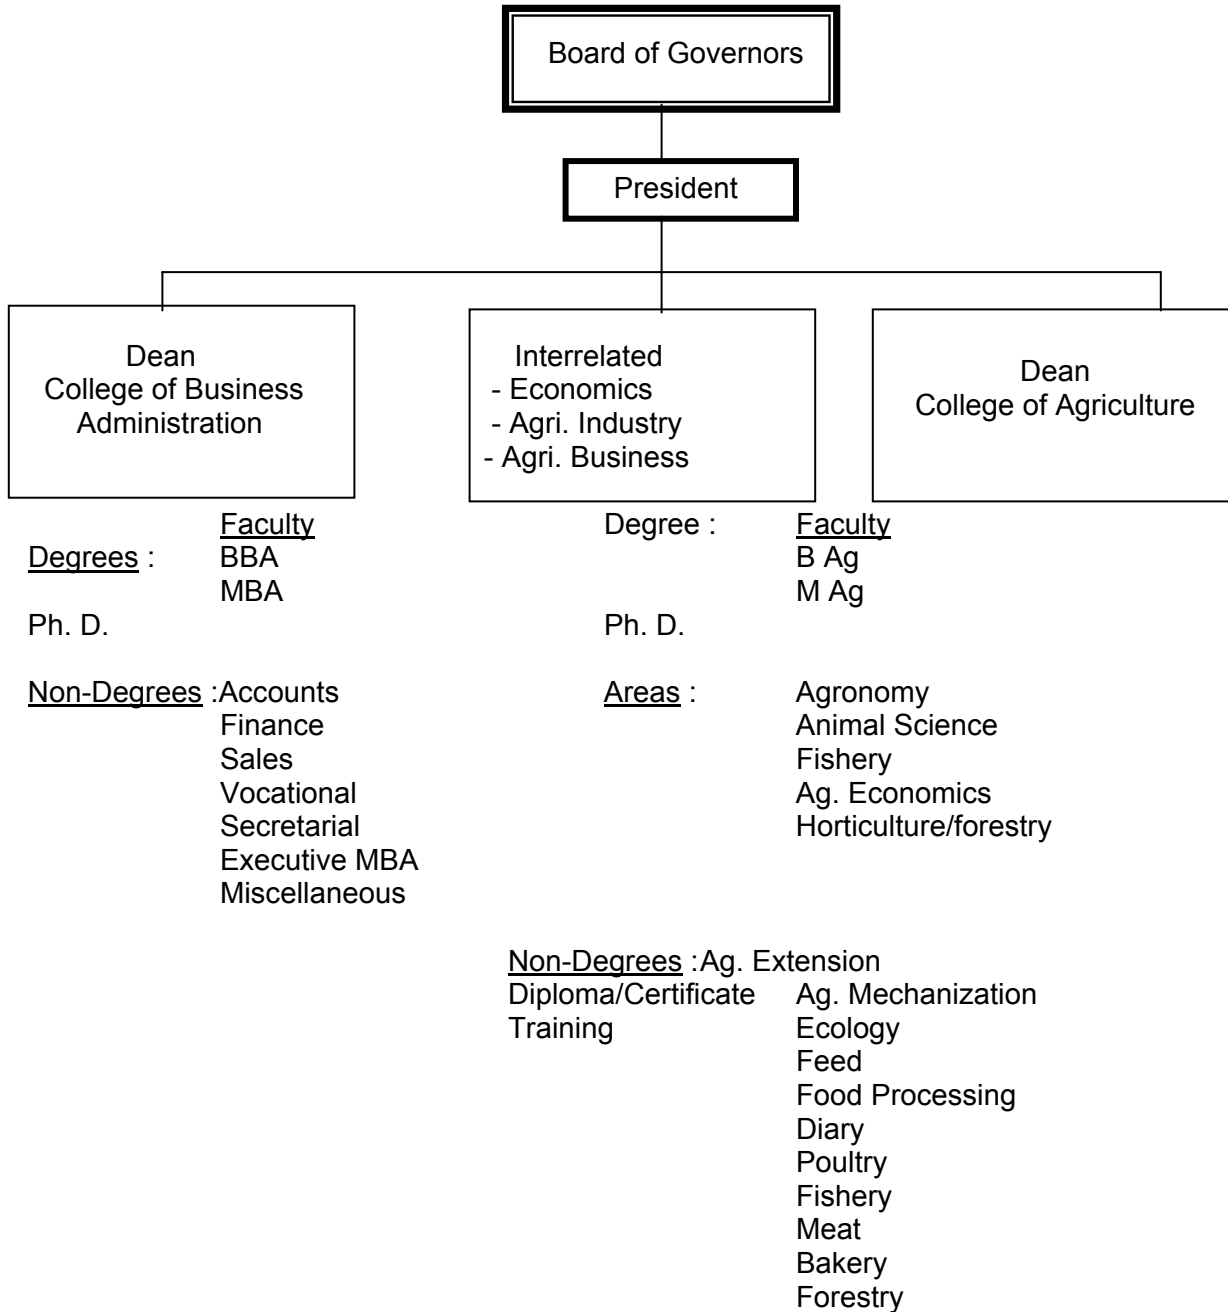 Board of Governors
President
Dean
College of Business
Administration
Interrelated
- Economics
- Agri. Industry
- Agri. Business
Dean
College of Agriculture
Faculty
Degrees : BBA
MBA
Ph. D.
Non-Degrees :Accounts
Finance
Sales
Vocational
Secretarial
Executive MBA
Miscellaneous
Degree : Faculty
B Ag
M Ag
Ph. D.
Areas : Agronomy
Animal Science
Fishery
Ag. Economics
Horticulture/forestry
Non-Degrees :Ag. Extension
Diploma/Certificate Ag. Mechanization
Training Ecology
Feed
Food Processing
Diary
Poultry
Fishery
Meat
Bakery
Forestry